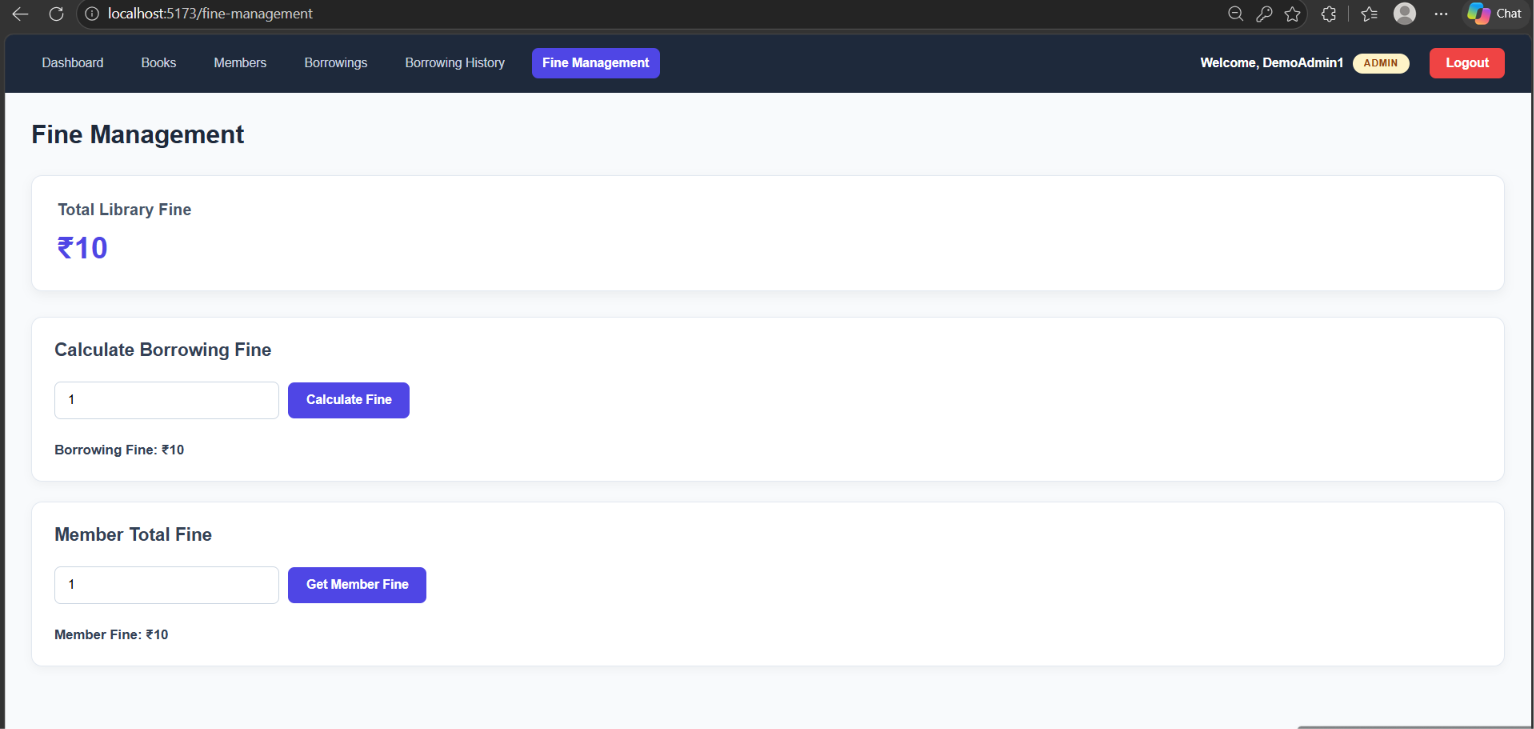 localhost:5173/fine-management
Chat
Dashboard Books Members Borrowings Borrowing History Fine Management Welcome, DemoAdmin1 ADMIN Logout
Fine Management
Total Library Fine
₹10
Calculate Borrowing Fine
1 Calculate Fine
Borrowing Fine: ₹10
Member Total Fine
1 Get Member Fine
Member Fine: ₹10